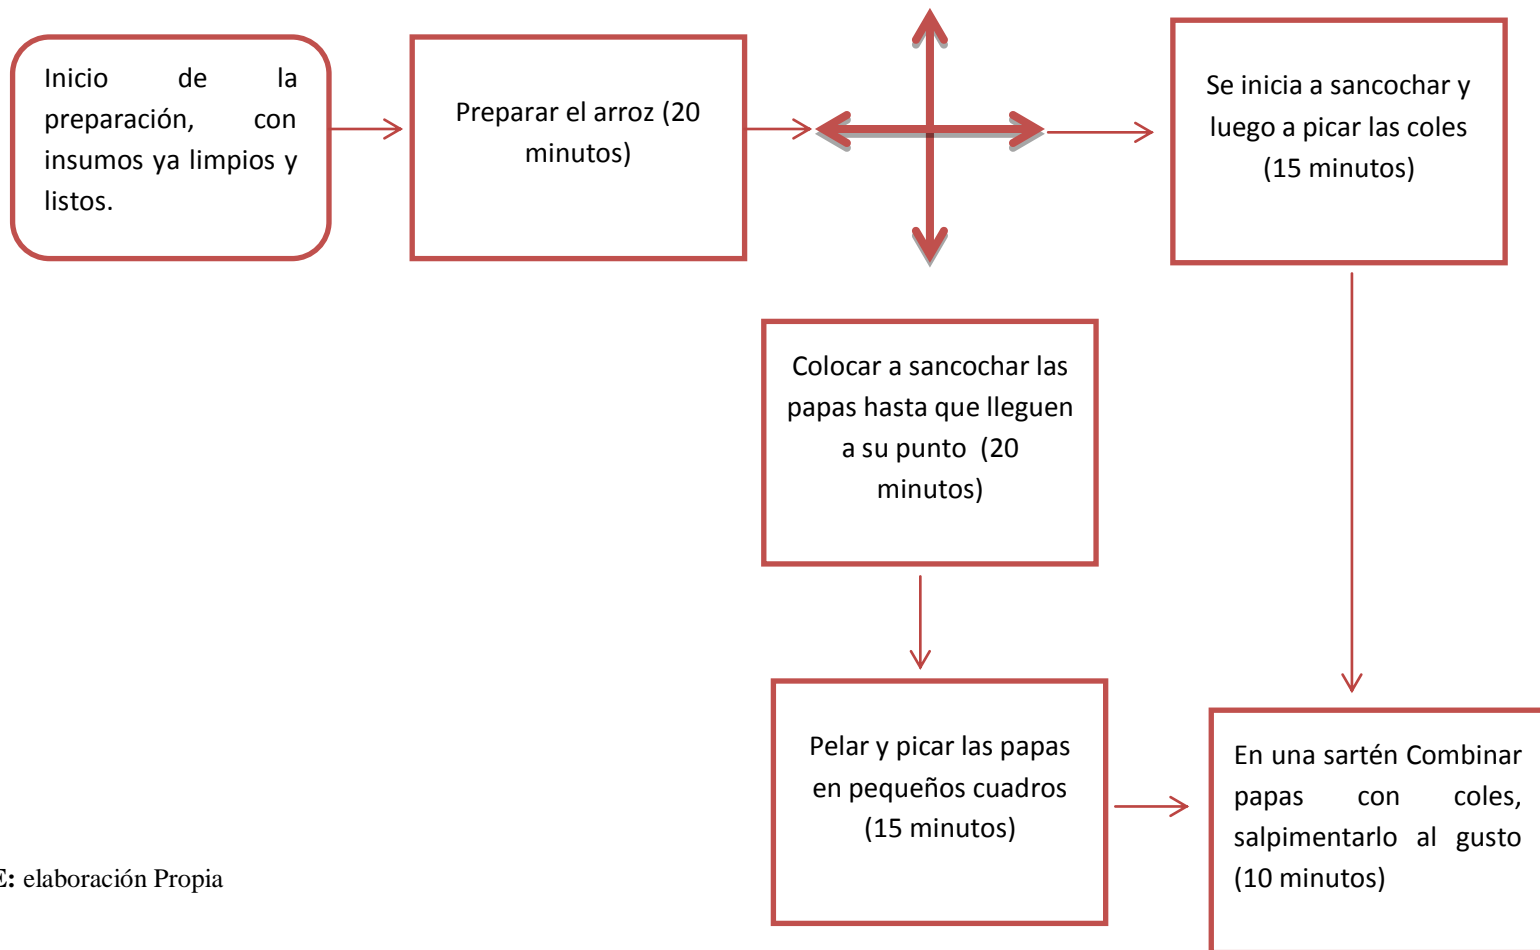 Inicio de la
preparación, con
insumos ya limpios y
listos.
Preparar el arroz (20
minutos)
Se inicia a sancochar y
luego a picar las coles
(15 minutos)
Colocar a sancochar las
papas hasta que lleguen
a su punto (20
minutos)
Pelar y picar las papas
en pequeños cuadros
(15 minutos)
En una sartén Combinar
papas con coles,
salpimentarlo al gusto
(10 minutos)
E: elaboración Propia